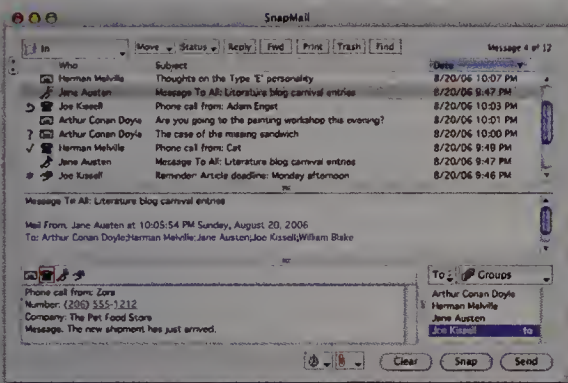 SnapMail
In Move Status Reply Fwd Print Trash Find Message 4 of 12
Who Subject Date
Herman Melville Thoughts on the Type 'E' personality 8/20/06 10:07 PM
Jane Austen Message To All: Literature blog carnival entries 8/20/06 9:47 PM
Joe Kissell Phone call from: Adam Engst 8/20/06 10:03 PM
Arthur Conan Doyle Are you going to the painting workshop this evening? 8/20/06 10:01 PM
? Arthur Conan Doyle The case of the missing sandwich 8/20/06 10:00 PM
✓ Herman Melville Phone call from: Cat 8/20/06 9:48 PM
Jane Austen Message To All: Literature blog carnival entries 8/20/06 9:47 PM
Joe Kissell Reminder: Article deadline: Monday afternoon 8/20/06 9:46 PM
Message To All: Literature blog carnival entries
Mail From: Jane Austen at 10:05:54 PM Sunday, August 20, 2006
To: Arthur Conan Doyle;Herman Melville;Jane Austen;Joe Kissell;William Blake
To Groups
Phone call from: Zora
Number: (206) 555-1212
Company: The Pet Food Store
Message: The new shipment has just arrived.
Arthur Conan Doyle
Herman Melville
Jane Austen
Joe Kissell to
Clear Snap Send